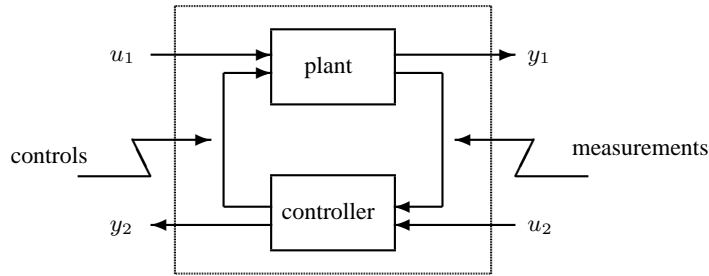 u₁
plant
y₁
controls
measurements
controller
y₂
u₂